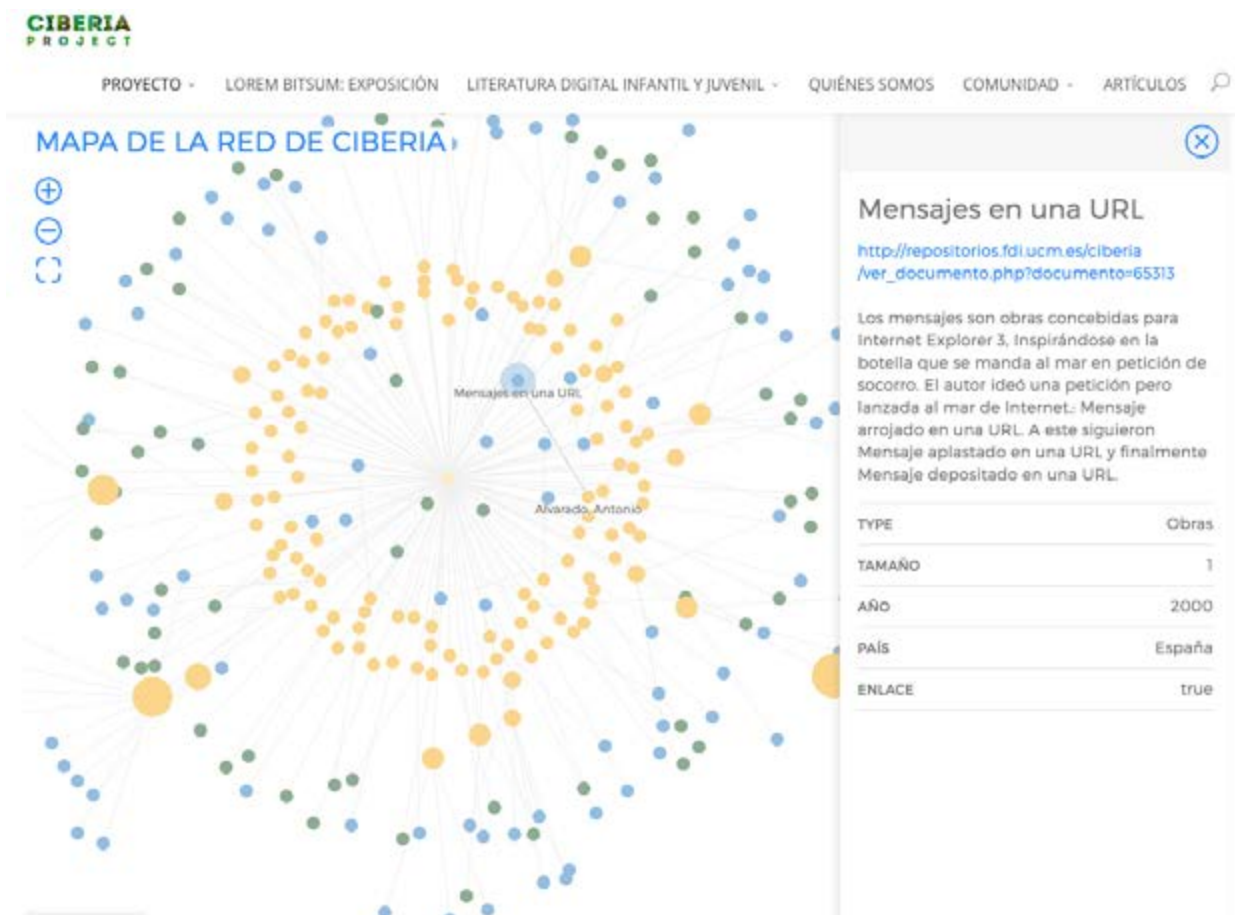 CIBERIA
PROJECT
PROYECTO
LOREM BITSUM: EXPOSICIÓN
LITERATURA DIGITAL INFANTIL Y JUVENIL
QUIÉNES SOMOS
COMUNIDAD
ARTÍCULOS
MAPA DE LA RED DE CIBERIA
Mensajes en una URL
Alvarado, Antonio
Mensajes en una URL
http://repositorios.fdi.ucm.es/ciberia
/ver_documento.php?documento=65313
Los mensajes son obras concebidas para
Internet Explorer 3, Inspirándose en la
botella que se manda al mar en petición de
socorro. El autor ideó una petición pero
lanzada al mar de Internet.: Mensaje
arrojado en una URL. A este siguieron
Mensaje aplastado en una URL y finalmente
Mensaje depositado en una URL.
TYPE Obras
TAMAÑO 1
AÑO 2000
PAÍS España
ENLACE true